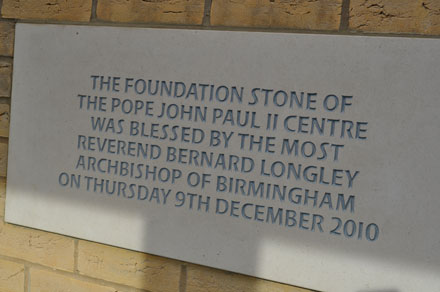 THE FOUNDATION STONE OF
THE POPE JOHN PAUL II CENTRE
WAS BLESSED BY THE MOST
REVEREND BERNARD LONGLEY
ARCHBISHOP OF BIRMINGHAM
ON THURSDAY 9TH DECEMBER 2010